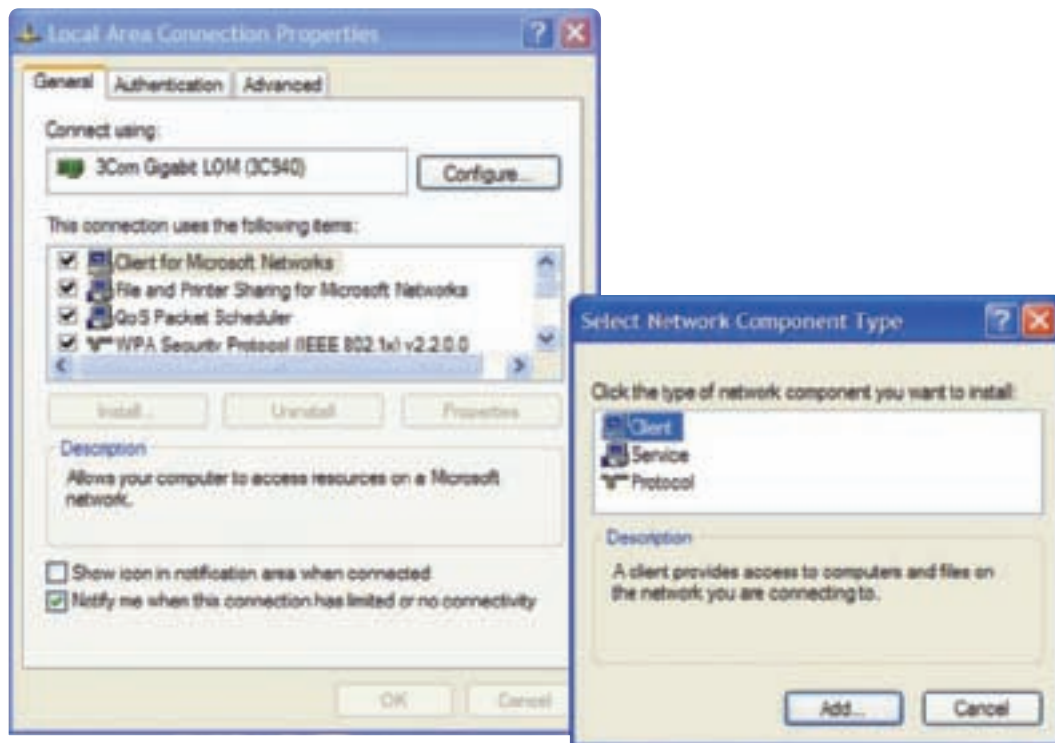 Local Area Connection Properties
General
Authentication
Advanced
Connect using:
3Com Gigabit LOM (3C940)
Configure...
This connection uses the following items:
Client for Microsoft Networks
File and Printer Sharing for Microsoft Networks
QoS Packet Scheduler
WPA Security Protocol (IEEE 802.1x) v2.2.0.0
Install...
Uninstall
Properties
Description
Allows your computer to access resources on a Microsoft
network.
Show icon in notification area when connected
Notify me when this connection has limited or no connectivity
OK
Cancel
Select Network Component Type
Click the type of network component you want to install:
Client
Service
Protocol
Description
A client provides access to computers and files on
the network you are connecting to.
Add...
Cancel